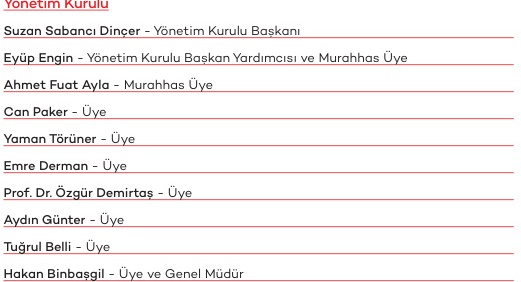 Yönetim Kurulu
Suzan Sabancı Dinçer - Yönetim Kurulu Başkanı
Eyüp Engin - Yönetim Kurulu Başkan Yardımcısı ve Murahhas Üye
Ahmet Fuat Ayla - Murahhas Üye
Can Paker - Üye
Yaman Törüner - Üye
Emre Derman - Üye
Prof. Dr. Özgür Demirtaş - Üye
Aydın Günter - Üye
Tuğrul Belli - Üye
Hakan Binbaşgil - Üye ve Genel Müdür